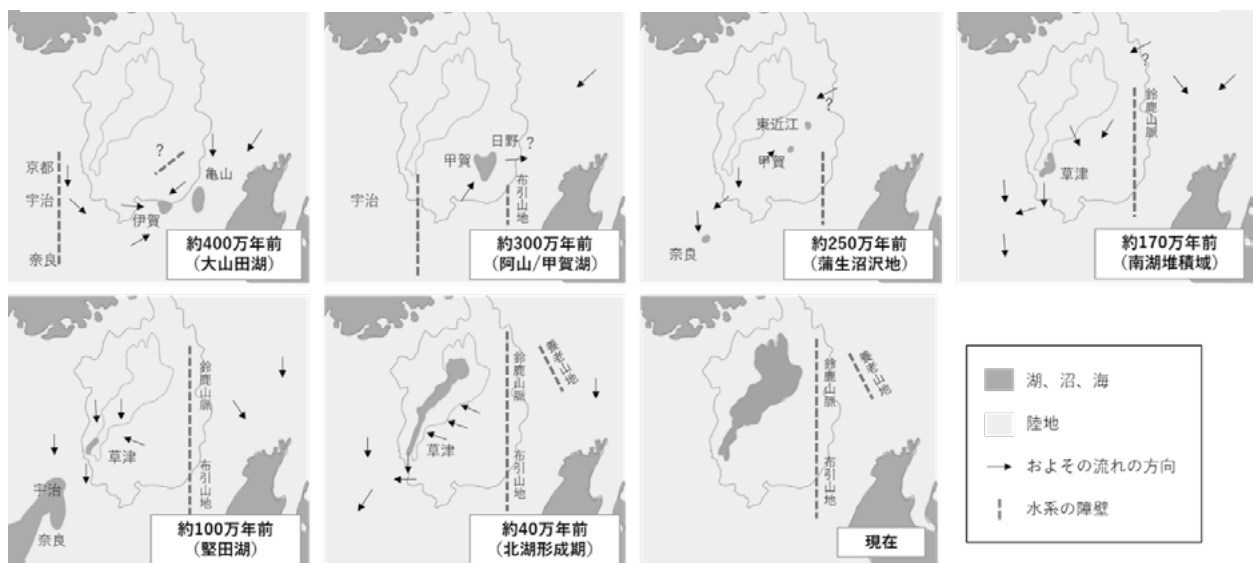 京都
宇治
奈良
?
亀山
伊賀
約400万年前
(大山田湖)
宇治
甲賀
日野
?
布引山地
約300万年前
(阿山/甲賀湖)
?
東近江
甲賀
奈良
約250万年前
(蒲生沼沢地)
?
鈴鹿山脈
草津
約170万年前
(南湖堆積域)
鈴鹿山脈
草津
布引山地
宇治
奈良
約100万年前
(堅田湖)
鈴鹿山脈
養老山地
草津
布引山地
約40万年前
(北湖形成期)
鈴鹿山脈
養老山地
布引山地
現在
湖、沼、海
陸地
およその流れの方向
水系の障壁